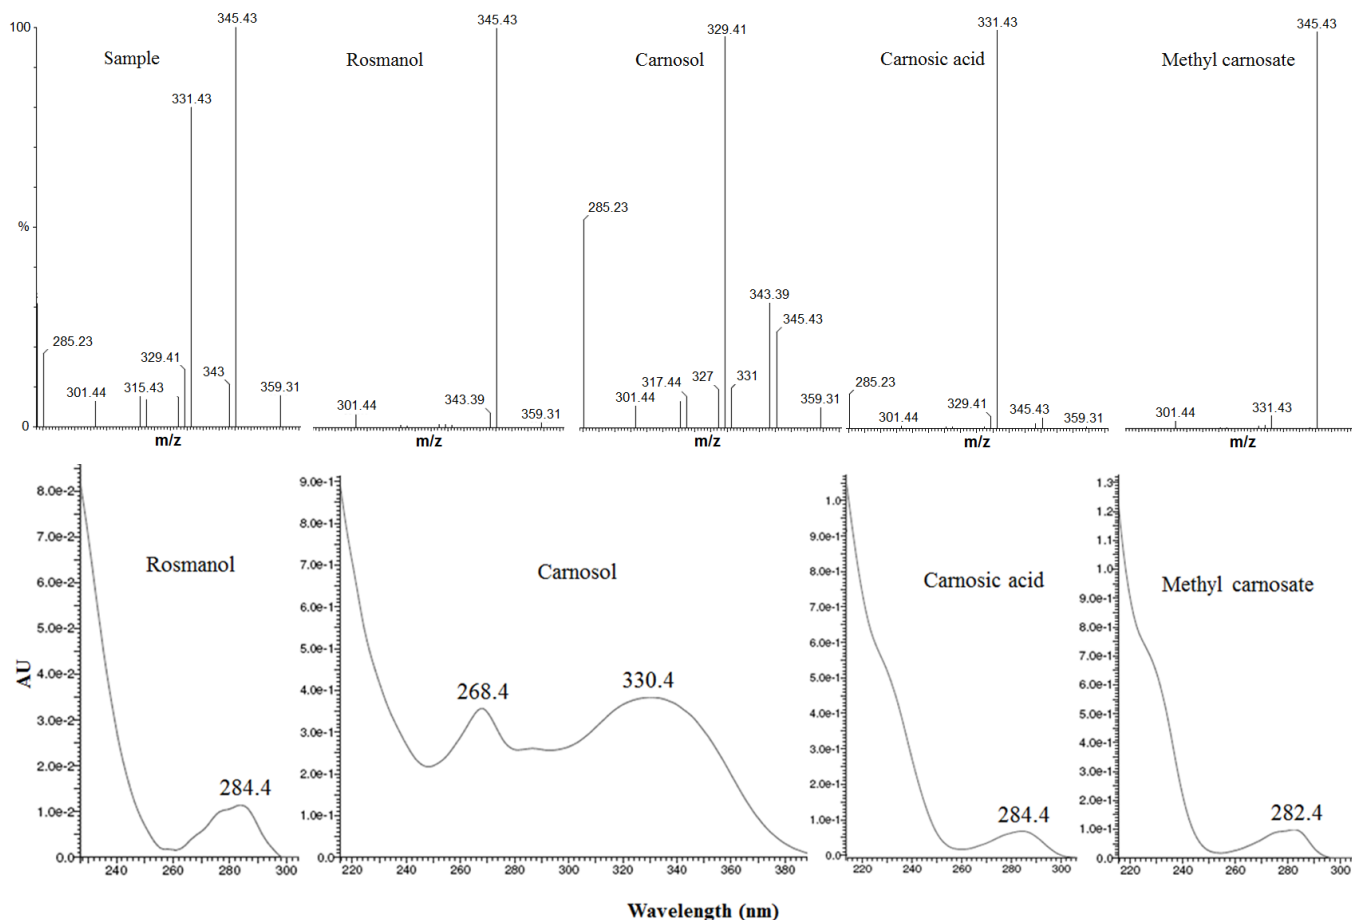 100
%
0
Sample
345.43
331.43
285.23
301.44
315.43
329.41
343
359.31
m/z
Rosmanol
345.43
301.44
343.39
359.31
m/z
Carnosol
329.41
285.23
301.44
317.44
327
331
343.39
345.43
359.31
m/z
Carnosic acid
331.43
285.23
301.44
329.41
345.43
359.31
m/z
Methyl carnosate
345.43
301.44
331.43
m/z
AU
8.0e-2
7.0e-2
6.0e-2
5.0e-2
4.0e-2
3.0e-2
2.0e-2
1.0e-2
0.0
Rosmanol
284.4
230 240 250 260 270 280 290 300
9.0e-1
8.0e-1
7.0e-1
6.0e-1
5.0e-1
4.0e-1
3.0e-1
2.0e-1
1.0e-1
0.0
Carnosol
268.4
330.4
220 240 260 280 300 320 340 360 380
1.0
9.0e-1
8.0e-1
7.0e-1
6.0e-1
5.0e-1
4.0e-1
3.0e-1
2.0e-1
1.0e-1
0.0
Carnosic acid
284.4
220 240 260 280 300
1.3
1.2
1.1
1.0
9.0e-1
8.0e-1
7.0e-1
6.0e-1
5.0e-1
4.0e-1
3.0e-1
2.0e-1
1.0e-1
0.0
Methyl carnosate
282.4
220 240 260 280 300
Wavelength (nm)